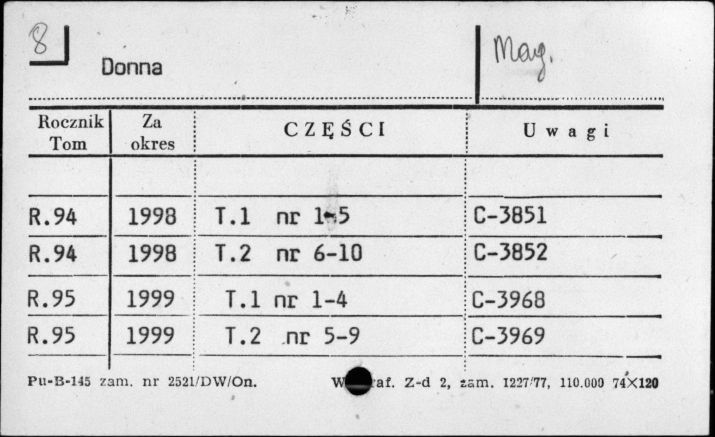 8
Donna
Mag.
Rocznik Tom | Za okres | CZĘŚCI | Uwagi
R.94 | 1998 | T.1 nr 1-5 | C-3851
R.94 | 1998 | T.2 nr 6-10 | C-3852
R.95 | 1999 | T.1 nr 1-4 | C-3968
R.95 | 1999 | T.2 nr 5-9 | C-3969
Pu-B-145 zam. nr 2521/DW/On. af. Z-d 2, zam. 1227/77, 110.000 74×120